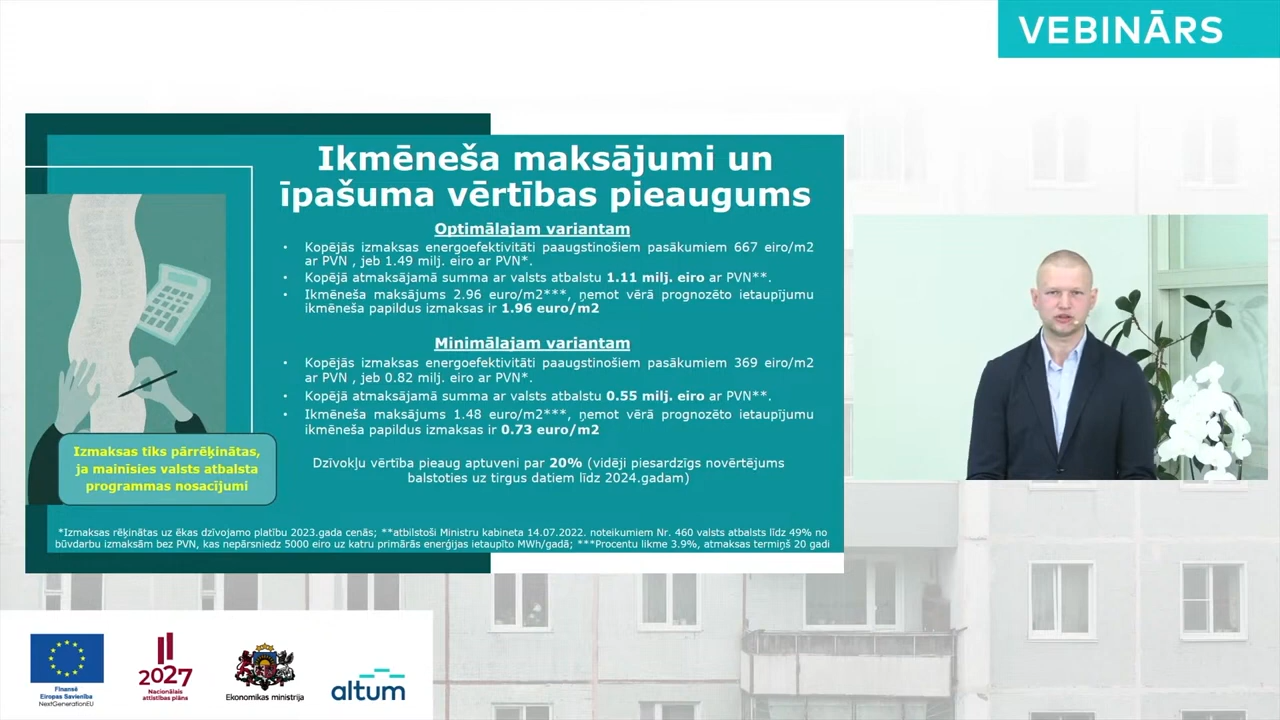 VEBINĀRS
Ikmēneša maksājumi un
īpašuma vērtības pieaugums
Optimālajam variantam
• Kopējās izmaksas energoefektivitāti paaugstinošiem pasākumiem 667 eiro/m2
ar PVN , jeb 1.49 milj. eiro ar PVN*.
• Kopējā atmaksājamā summa ar valsts atbalstu 1.11 milj. eiro ar PVN**.
• Ikmēneša maksājums 2.96 euro/m2***, ņemot vērā prognozēto ietaupījumu
ikmēneša papildus izmaksas ir 1.96 euro/m2
Minimālajam variantam
• Kopējās izmaksas energoefektivitāti paaugstinošiem pasākumiem 369 eiro/m2
ar PVN , jeb 0.82 milj. eiro ar PVN*.
• Kopējā atmaksājamā summa ar valsts atbalstu 0.55 milj. eiro ar PVN**.
• Ikmēneša maksājums 1.48 euro/m2***, ņemot vērā prognozēto ietaupījumu
ikmēneša papildus izmaksas ir 0.73 euro/m2
Dzīvokļu vērtība pieaug aptuveni par 20% (vidēji piesardzīgs novērtējums
balstoties uz tirgus datiem līdz 2024.gadam)
Izmaksas tiks pārrēķinātas,
ja mainīsies valsts atbalsta
programmas nosacījumi
*Izmaksas rēķinātas uz ēkas dzīvojamo platību 2023.gada cenās; **atbilstoši Ministru kabineta 14.07.2022. noteikumiem Nr. 460 valsts atbalsts līdz 49% no
būvdarbu izmaksām bez PVN, kas nepārsniedz 5000 eiro uz katru primārās enerģijas ietaupīto MWh/gadā; ***Procentu likme 3.9%, atmaksas termiņš 20 gadi
Finansē
Eiropas Savienība
NextGenerationEU
2027
Nacionālais
attīstības plāns
Ekonomikas ministrija
altum